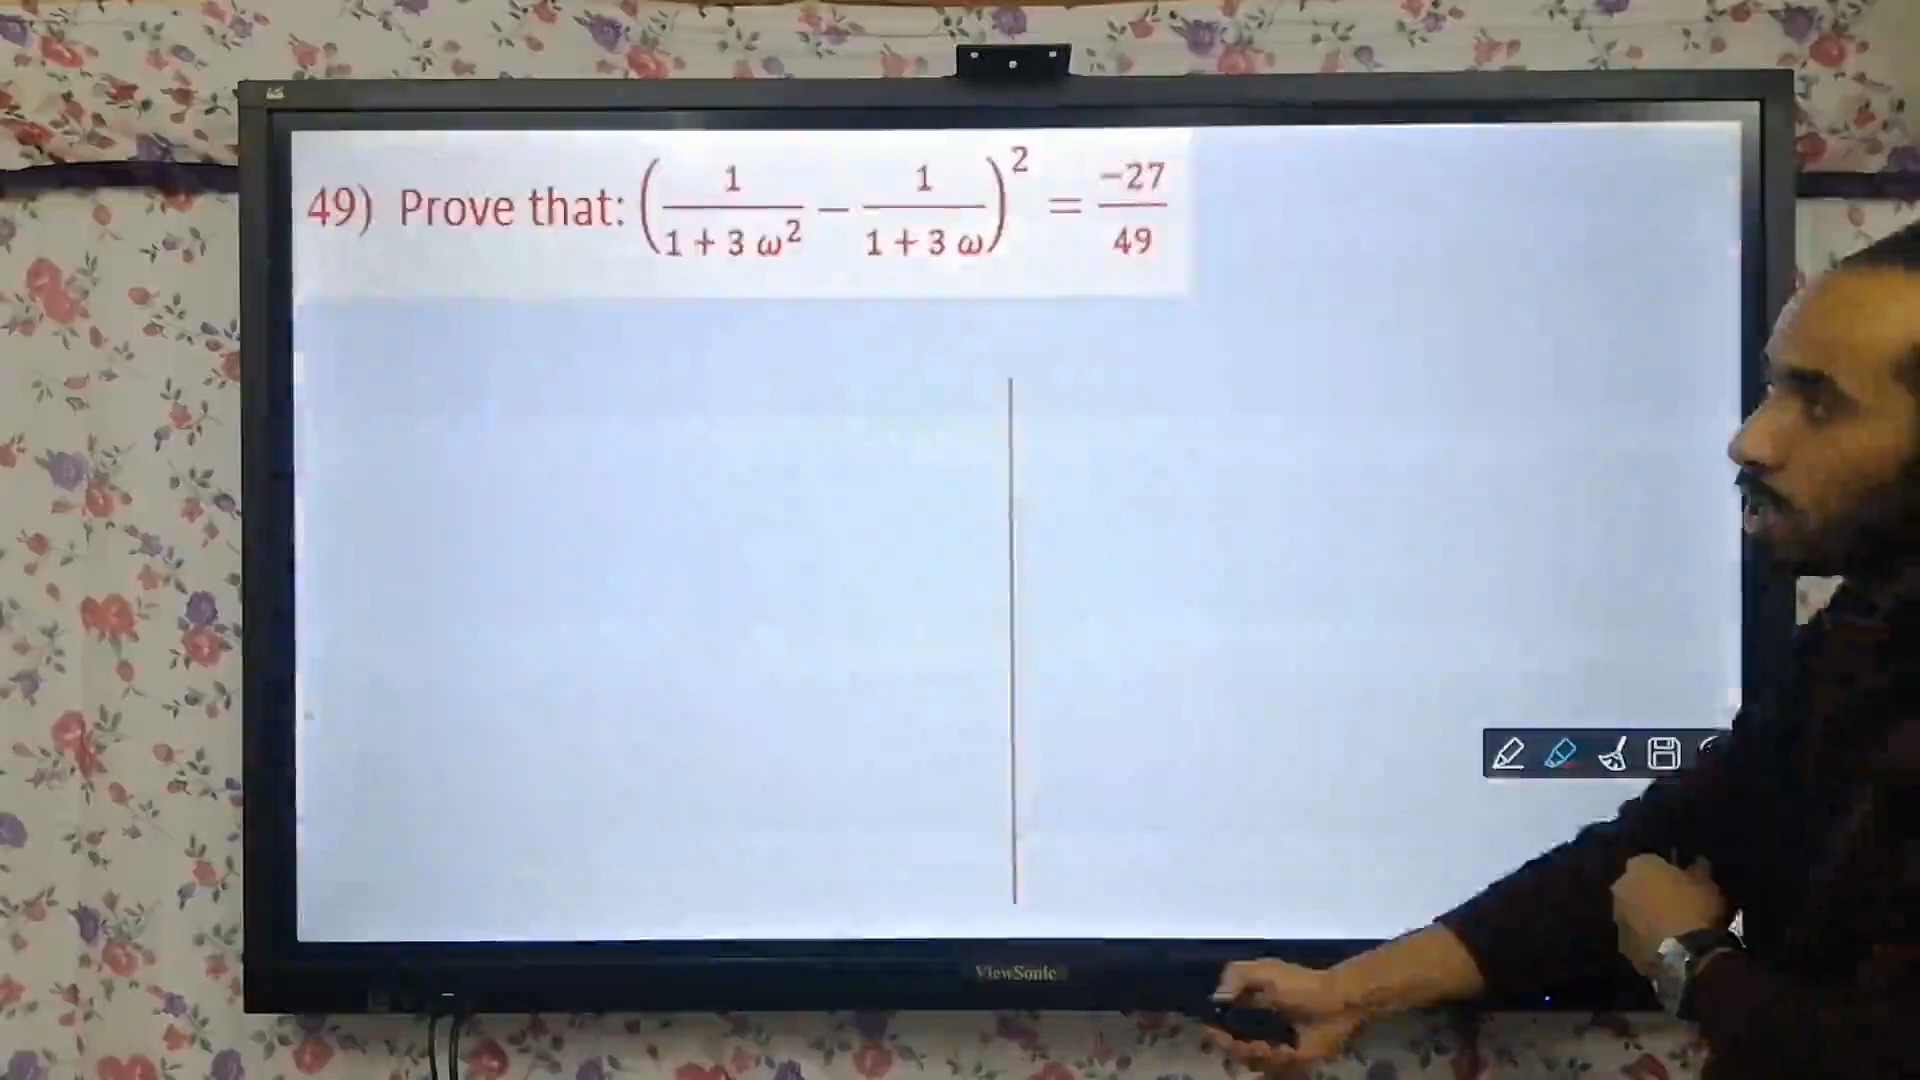 49) Prove that: (1/(1 + 3 ω²) − 1/(1 + 3 ω))² = −27/49
ViewSonic